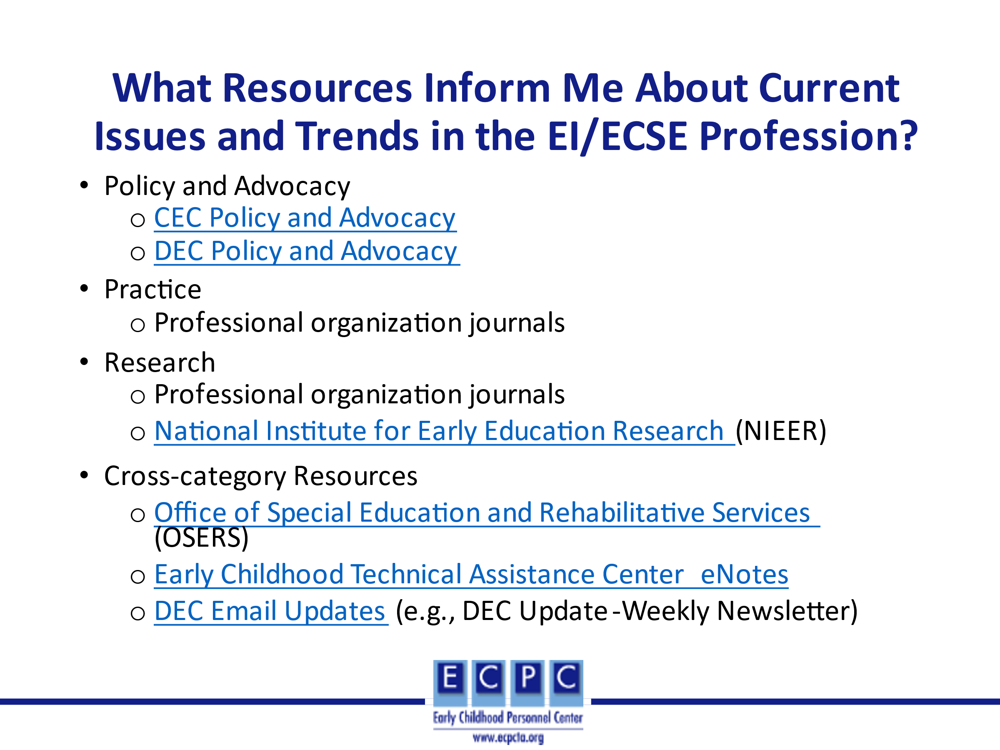 What Resources Inform Me About Current
Issues and Trends in the EI/ECSE Profession?
• Policy and Advocacy
○ CEC Policy and Advocacy
○ DEC Policy and Advocacy
• Practice
○ Professional organization journals
• Research
○ Professional organization journals
○ National Institute for Early Education Research (NIEER)
• Cross-category Resources
○ Office of Special Education and Rehabilitative Services
(OSERS)
○ Early Childhood Technical Assistance Center eNotes
○ DEC Email Updates (e.g., DEC Update-Weekly Newsletter)
E C P C
Early Childhood Personnel Center
www.ecpcta.org